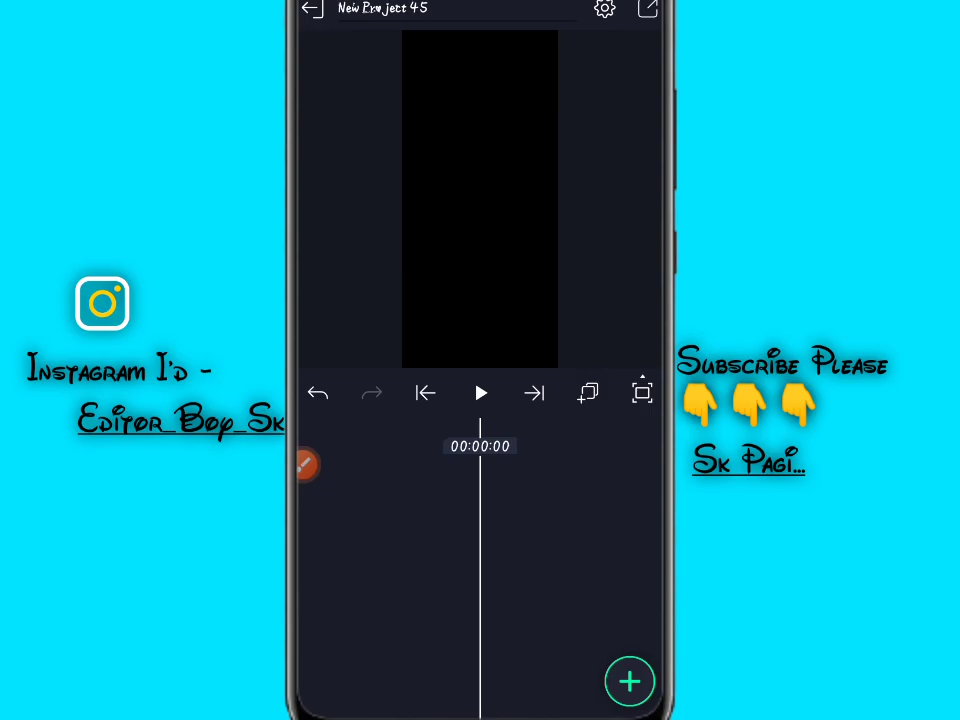 New Project 45
Instagram I'd -
Editor_Boy_Sk
Subscribe Please
👇👇👇
Sk Pagi...
00:00:00